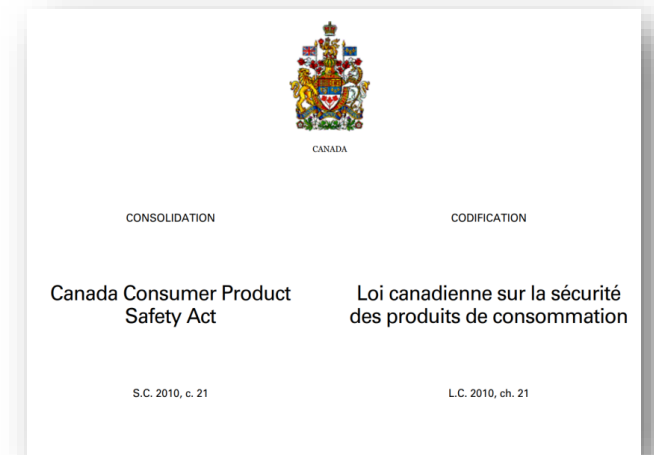 CANADA
CONSOLIDATION
CODIFICATION
Canada Consumer Product
Safety Act
Loi canadienne sur la sécurité
des produits de consommation
S.C. 2010, c. 21
L.C. 2010, ch. 21